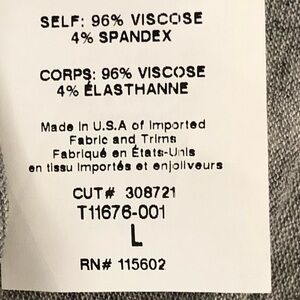 SELF: 96% VISCOSE
4% SPANDEX
CORPS: 96% VISCOSE
4% ÉLASTHANNE
Made in U.S.A of Imported
Fabric and Trims
Fabriqué en États-Unis
en tissu importés et enjoliveurs
CUT# 308721
T11676-001
L
RN# 115602